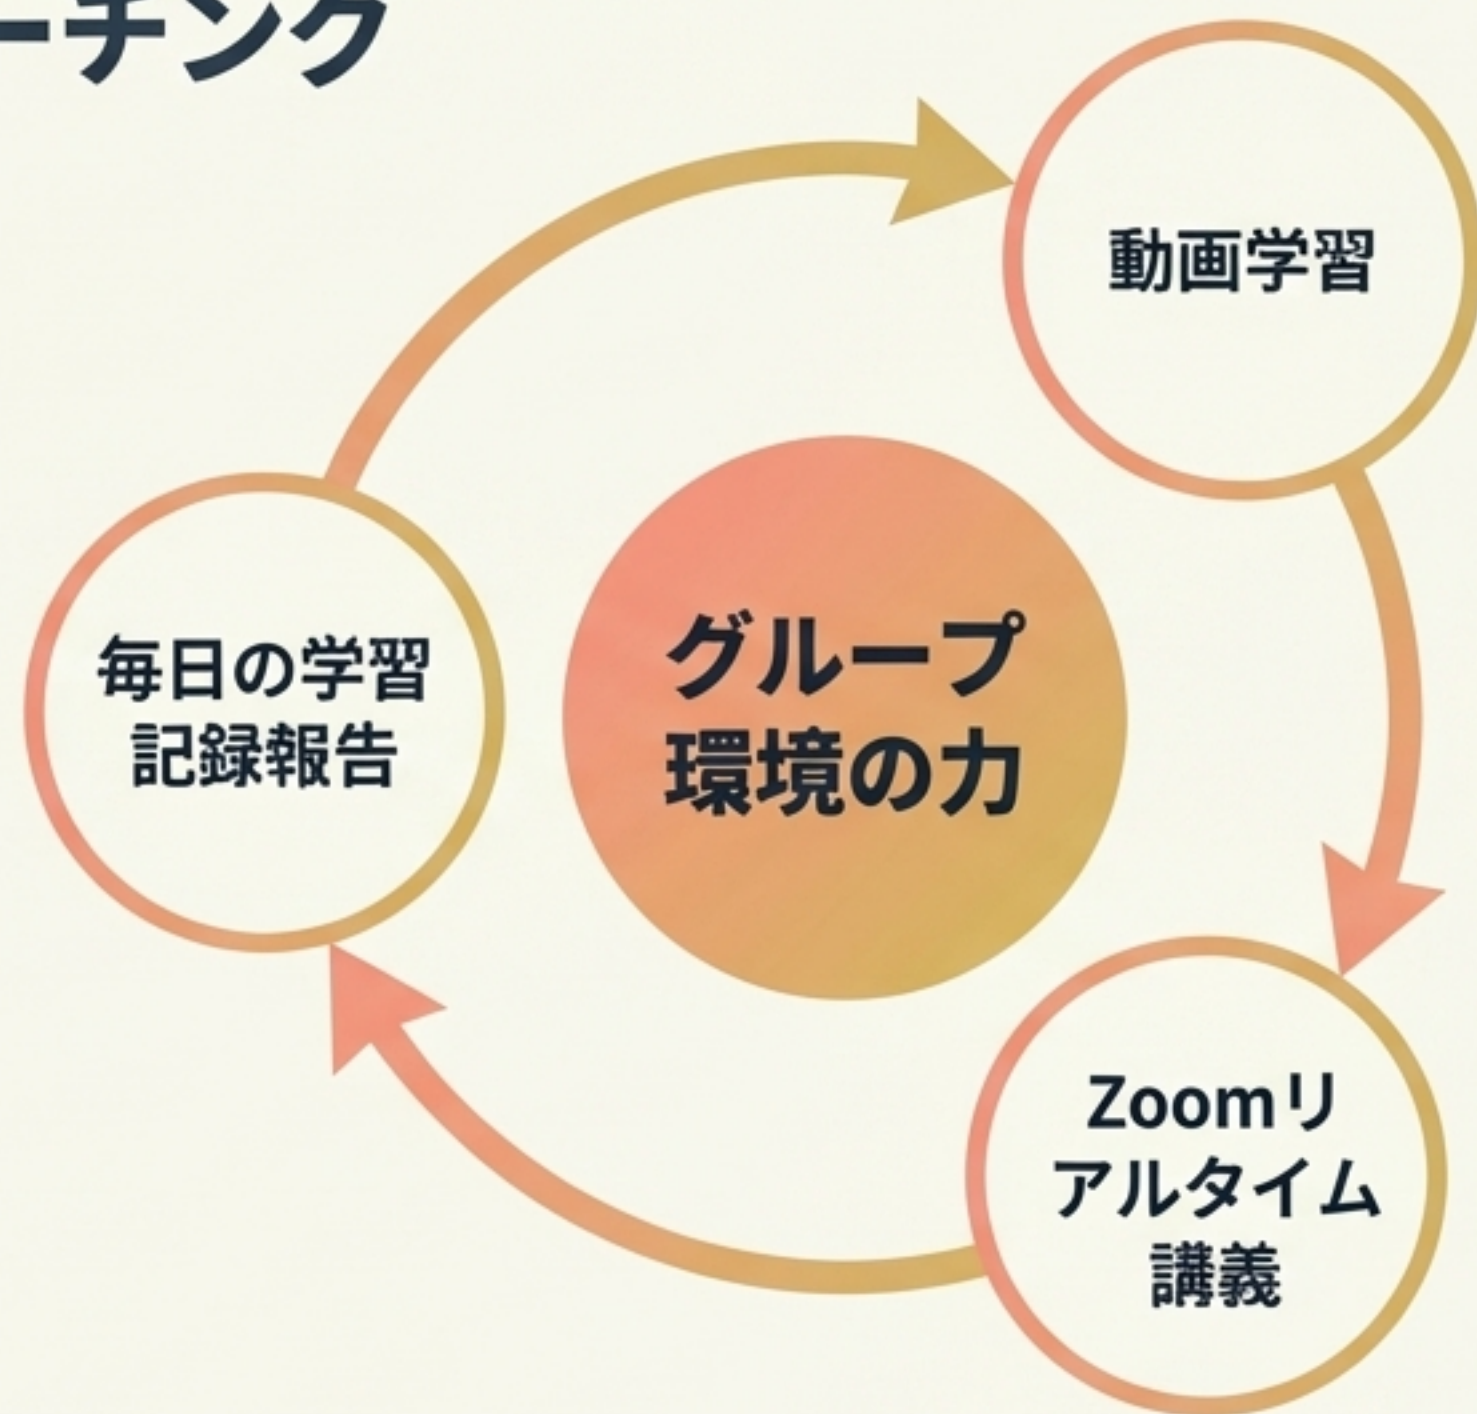 ーチング
動画学習
毎日の学習
記録報告
グループ
環境の力
Zoomリ
アルタイム
講義